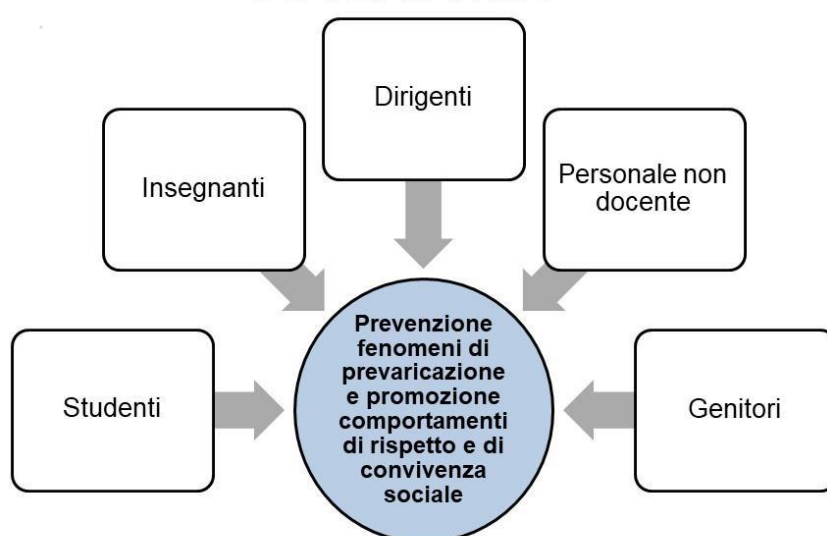 Dirigenti
Insegnanti
Personale non
docente
Studenti
Prevenzione
fenomeni di
prevaricazione
e promozione
comportamenti
di rispetto e di
convivenza
sociale
Genitori